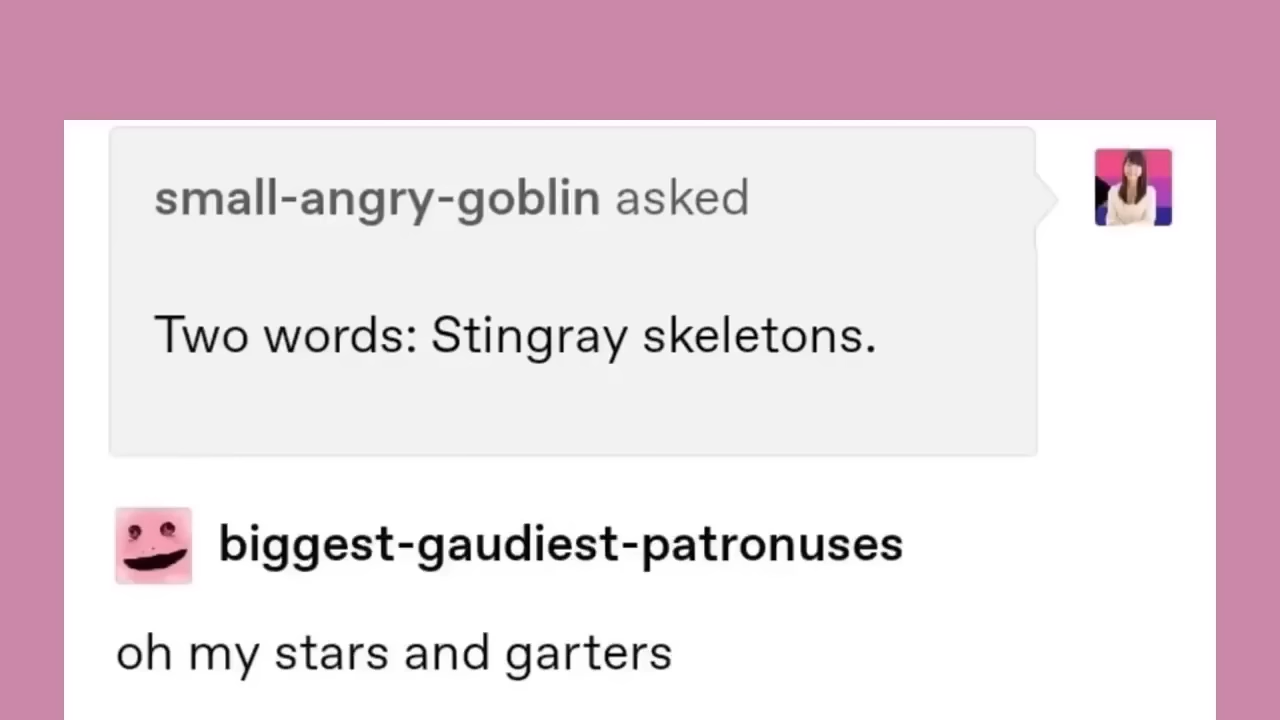 small-angry-goblin asked
Two words: Stingray skeletons.
biggest-gaudiest-patronuses
oh my stars and garters